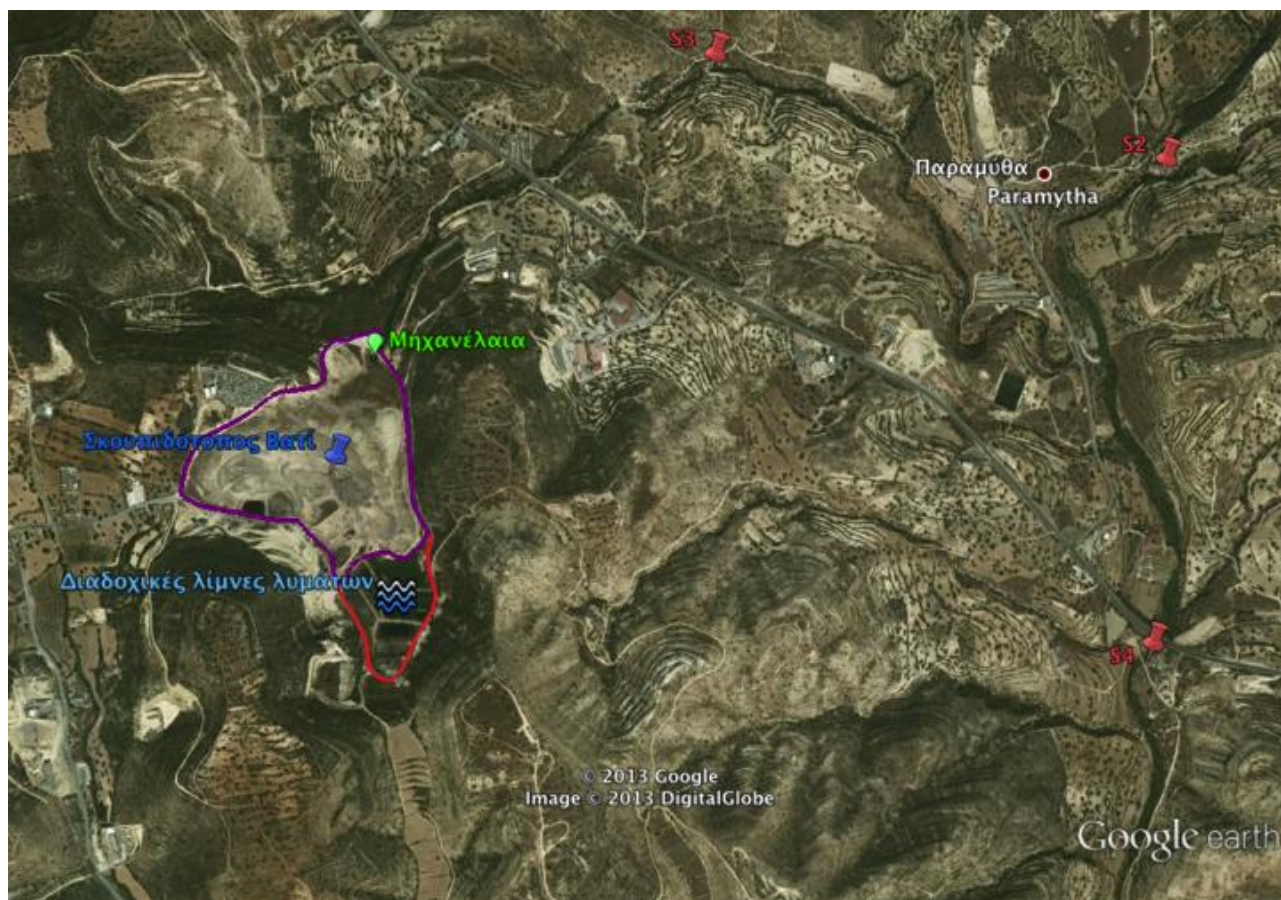 S3
S2
Παραμύθα
Paramytha
Μηχανέλαια
Σκουπιδότοπος Βατί
Διαδοχικές λίμνες λυμάτων
S4
© 2013 Google
Image © 2013 DigitalGlobe
Google earth